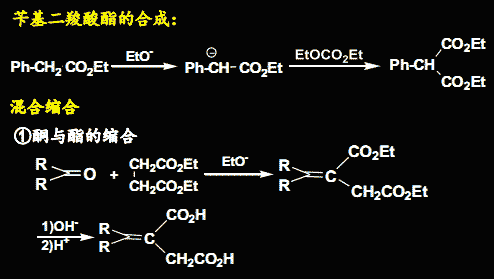 苄基二羧酸酯的合成：
Ph-CH₂CO₂Et EtO⁻ Ph-CH-CO₂Et ⊖ EtOCO₂Et Ph-CH CO₂Et CO₂Et
混合缩合
①酮与酯的缩合
R R =O + CH₂CO₂Et CH₂CO₂Et EtO⁻ R R =C CO₂Et CH₂CO₂Et
1)OH⁻ 2)H⁺ R R =C CO₂H CH₂CO₂H